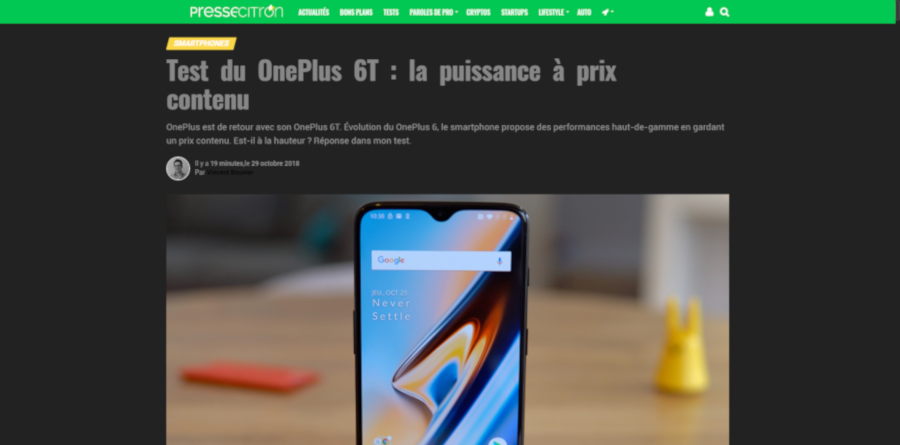 PRESSECITRON ACTUALITÉS BONS PLANS TESTS PAROLES DE PRO CRYPTOS STARTUPS LIFESTYLE AUTO
SMARTPHONES
Test du OnePlus 6T : la puissance à prix
contenu
OnePlus est de retour avec son OnePlus 6T. Évolution du OnePlus 6, le smartphone propose des performances haut-de-gamme en gardant
un prix contenu. Est-il à la hauteur ? Réponse dans mon test.
Il y a 19 minutes,le 29 octobre 2018
Par
10:30
Google
JEU., OCT 25
Never
Settle